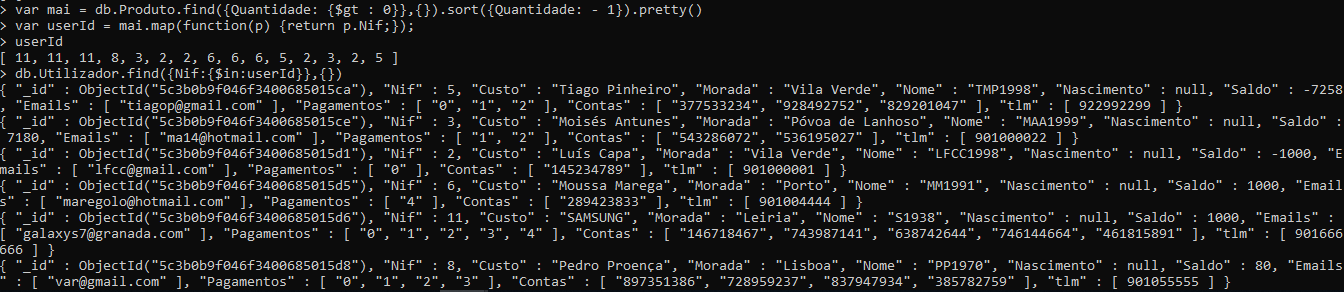 > var mai = db.Produto.find({Quantidade: {$gt : 0}},{}).sort({Quantidade: - 1}).pretty()
> var userId = mai.map(function(p) {return p.Nif;});
> userId
[ 11, 11, 11, 8, 3, 2, 2, 6, 6, 6, 5, 2, 3, 2, 5 ]
> db.Utilizador.find({Nif:{$in:userId}},{})
{ "_id" : ObjectId("5c3b0b9f046f3400685015ca"), "Nif" : 5, "Custo" : "Tiago Pinheiro", "Morada" : "Vila Verde", "Nome" : "TMP1998", "Nascimento" : null, "Saldo" : -7258
, "Emails" : [ "tiagop@gmail.com" ], "Pagamentos" : [ "0", "1", "2" ], "Contas" : [ "377533234", "928492752", "829201047" ], "tlm" : [ 922992299 ] }
{ "_id" : ObjectId("5c3b0b9f046f3400685015ce"), "Nif" : 3, "Custo" : "Moisés Antunes", "Morada" : "Póvoa de Lanhoso", "Nome" : "MAA1999", "Nascimento" : null, "Saldo" :
 7180, "Emails" : [ "ma14@hotmail.com" ], "Pagamentos" : [ "1", "2" ], "Contas" : [ "543286072", "536195027" ], "tlm" : [ 901000022 ] }
{ "_id" : ObjectId("5c3b0b9f046f3400685015d1"), "Nif" : 2, "Custo" : "Luís Capa", "Morada" : "Vila Verde", "Nome" : "LFCC1998", "Nascimento" : null, "Saldo" : -1000, "E
mails" : [ "lfcc@gmail.com" ], "Pagamentos" : [ "0" ], "Contas" : [ "145234789" ], "tlm" : [ 901000001 ] }
{ "_id" : ObjectId("5c3b0b9f046f3400685015d5"), "Nif" : 6, "Custo" : "Moussa Marega", "Morada" : "Porto", "Nome" : "MM1991", "Nascimento" : null, "Saldo" : 1000, "Email
s" : [ "maregolo@hotmail.com" ], "Pagamentos" : [ "4" ], "Contas" : [ "289423833" ], "tlm" : [ 901004444 ] }
{ "_id" : ObjectId("5c3b0b9f046f3400685015d6"), "Nif" : 11, "Custo" : "SAMSUNG", "Morada" : "Leiria", "Nome" : "S1938", "Nascimento" : null, "Saldo" : 1000, "Emails" :
[ "galaxys7@granada.com" ], "Pagamentos" : [ "0", "1", "2", "3", "4" ], "Contas" : [ "146718467", "743987141", "638742644", "746144664", "461815891" ], "tlm" : [ 901666
666 ] }
{ "_id" : ObjectId("5c3b0b9f046f3400685015d8"), "Nif" : 8, "Custo" : "Pedro Proença", "Morada" : "Lisboa", "Nome" : "PP1970", "Nascimento" : null, "Saldo" : 80, "Emails
" : [ "var@gmail.com" ], "Pagamentos" : [ "0", "1", "2", "3" ], "Contas" : [ "897351386", "728959237", "837947934", "385782759" ], "tlm" : [ 901055555 ] }